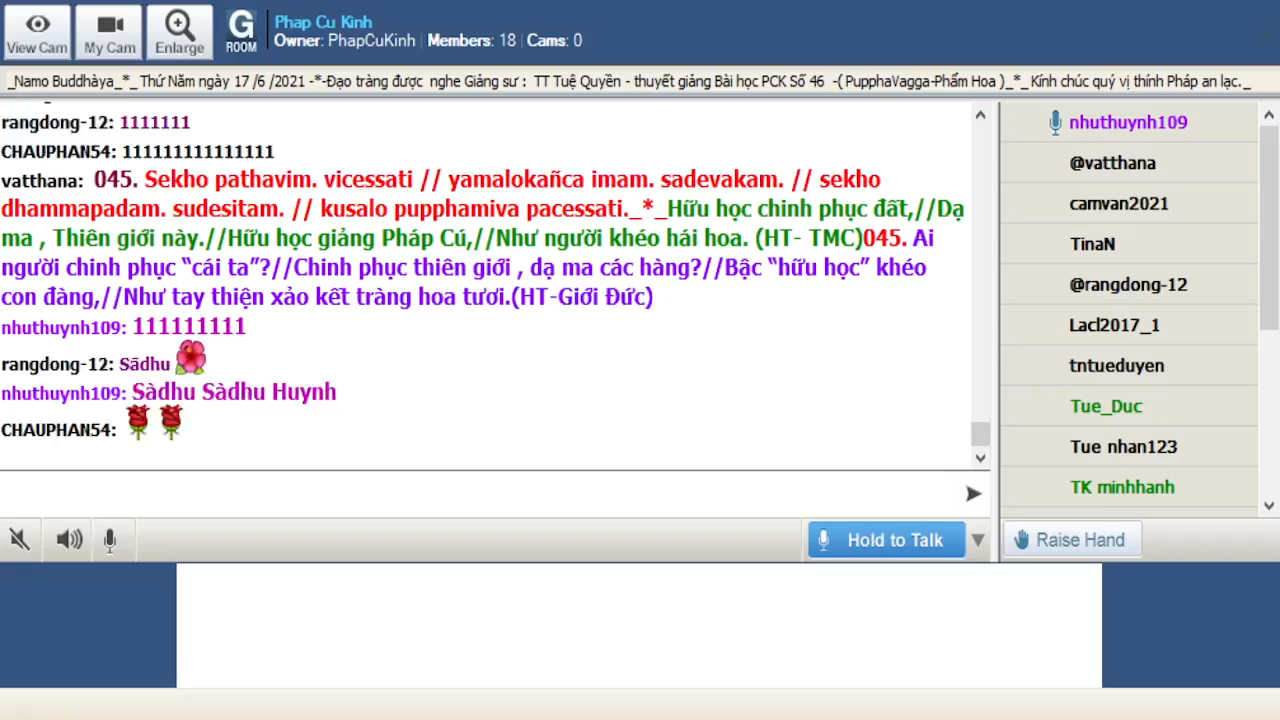 View Cam
My Cam
Enlarge
G
ROOM
Phap Cu Kinh
Owner: PhapCuKinh | Members: 18 | Cams: 0
_Namo Buddhàya_*_ Thứ Năm ngày 17 /6 /2021 -*-Đạo tràng được nghe Giảng sư : TT Tuệ Quyền - thuyết giảng Bài học PCK Số 46 -( PupphaVagga-Phẩm Hoa )_*_ Kính chúc quý vị thính Pháp an lạc._
rangdong-12: 1111111
CHAUPHAN54: 111111111111111
vatthana: 045. Sekho pathavim. vicessati // yamalokañca imam. sadevakam. // sekho
dhammapadam. sudesitam. // kusalo pupphamiva pacessati._*_Hữu học chinh phục đất,//Dạ
ma , Thiên giới này.//Hữu học giảng Pháp Cú,//Như người khéo hái hoa. (HT- TMC)045. Ai
người chinh phục “cái ta”?//Chinh phục thiên giới , dạ ma các hàng?//Bậc “hữu học” khéo
con đàng,//Như tay thiện xảo kết tràng hoa tươi.(HT-Giới Đức)
nhuthuynh109: 111111111
rangdong-12: Sādhu
nhuthuynh109: Sàdhu Sàdhu Huynh
CHAUPHAN54:
Hold to Talk
nhuthuynh109
@vatthana
camvan2021
TinaN
@rangdong-12
Lacl2017_1
tntueduyen
Tue_Duc
Tue nhan123
TK minhhanh
Raise Hand